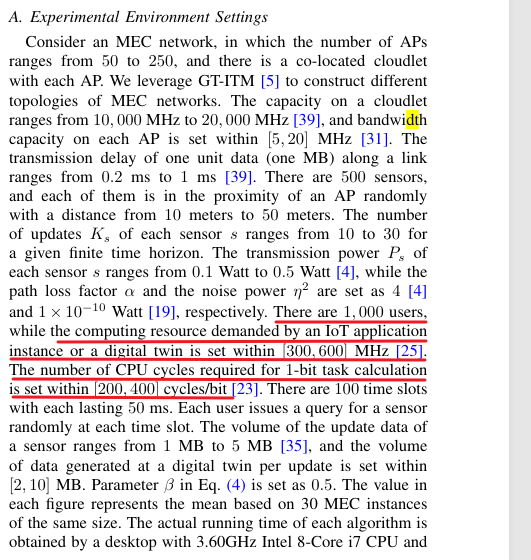 A. Experimental Environment Settings
Consider an MEC network, in which the number of APs
ranges from 50 to 250, and there is a co-located cloudlet
with each AP. We leverage GT-ITM [5] to construct different
topologies of MEC networks. The capacity on a cloudlet
ranges from 10, 000 MHz to 20, 000 MHz [39], and bandwidth
capacity on each AP is set within [5, 20] MHz [31]. The
transmission delay of one unit data (one MB) along a link
ranges from 0.2 ms to 1 ms [39]. There are 500 sensors,
and each of them is in the proximity of an AP randomly
with a distance from 10 meters to 50 meters. The number
of updates Kₛ of each sensor s ranges from 10 to 30 for
a given finite time horizon. The transmission power Pₛ of
each sensor s ranges from 0.1 Watt to 0.5 Watt [4], while the
path loss factor α and the noise power η² are set as 4 [4]
and 1 × 10⁻¹⁰ Watt [19], respectively. There are 1, 000 users,
while the computing resource demanded by an IoT application
instance or a digital twin is set within [300, 600] MHz [25].
The number of CPU cycles required for 1-bit task calculation
is set within [200, 400] cycles/bit [23]. There are 100 time slots
with each lasting 50 ms. Each user issues a query for a sensor
randomly at each time slot. The volume of the update data of
a sensor ranges from 1 MB to 5 MB [35], and the volume
of data generated at a digital twin per update is set within
[2, 10] MB. Parameter β in Eq. (4) is set as 0.5. The value in
each figure represents the mean based on 30 MEC instances
of the same size. The actual running time of each algorithm is
obtained by a desktop with 3.60GHz Intel 8-Core i7 CPU and